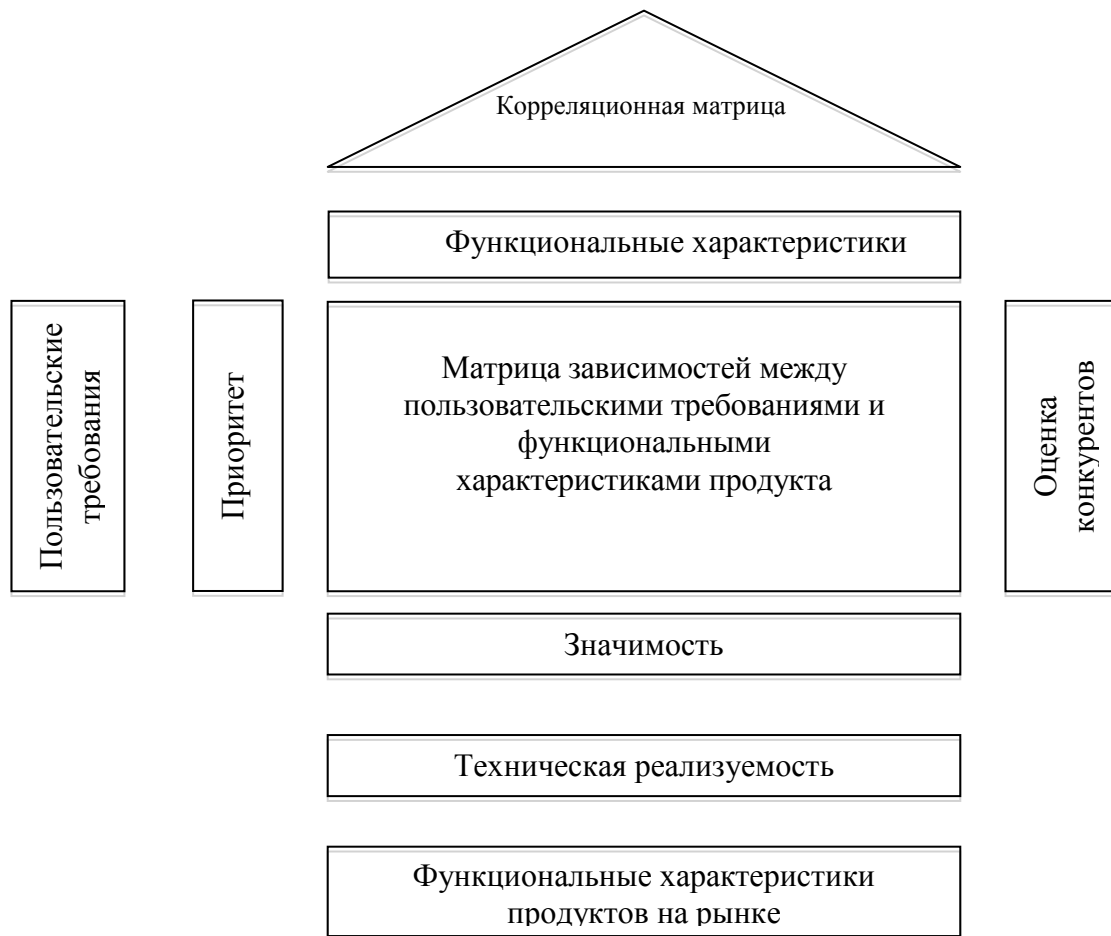 Корреляционная матрица
Функциональные характеристики
Пользовательские
требования
Приоритет
Матрица зависимостей между
пользовательскими требованиями и
функциональными
характеристиками продукта
Оценка
конкурентов
Значимость
Техническая реализуемость
Функциональные характеристики
продуктов на рынке